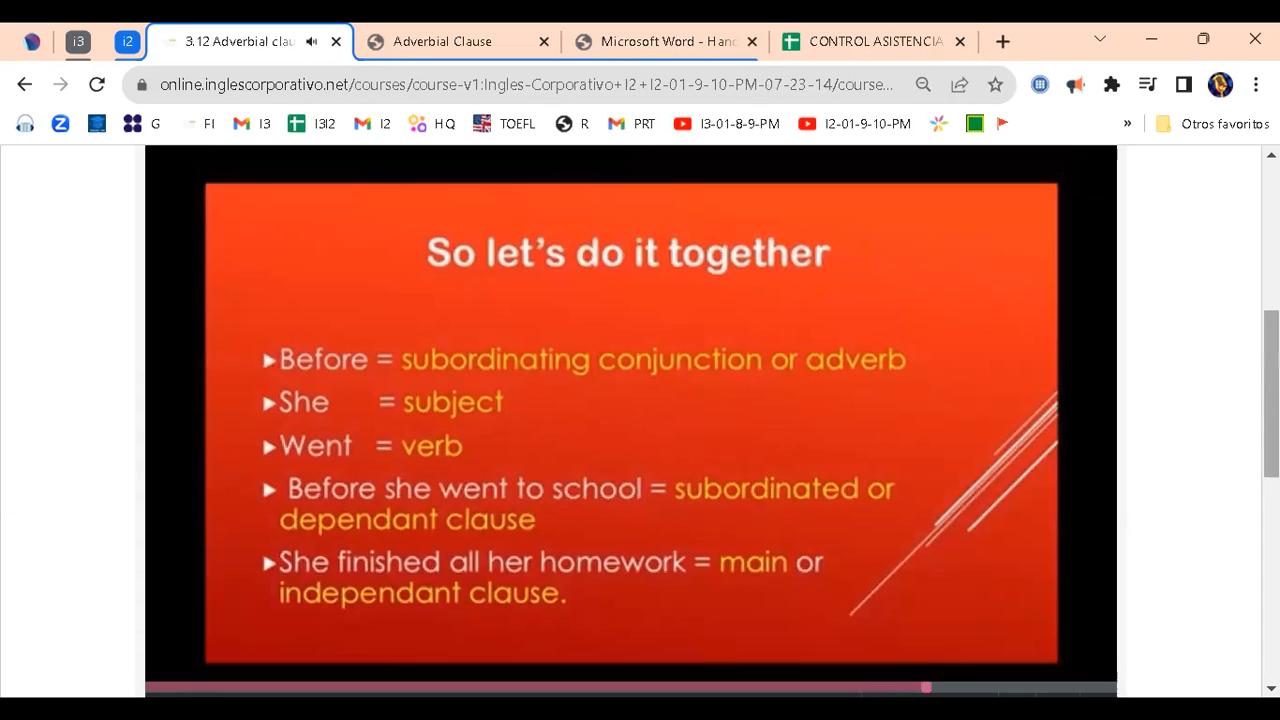 i3
i2
3.12 Adverbial clau
Adverbial Clause
Microsoft Word - Hand
CONTROL ASISTENCIA
online.inglescorporativo.net/courses/course-v1:Ingles-Corporativo+I2+I2-01-9-10-PM-07-23-14/course...
G
FI
I3
I3I2
I2
HQ
TOEFL
R
PRT
I3-01-8-9-PM
I2-01-9-10-PM
»
Otros favoritos
So let's do it together
Before = subordinating conjunction or adverb
She = subject
Went = verb
Before she went to school = subordinated or
dependant clause
She finished all her homework = main or
independant clause.